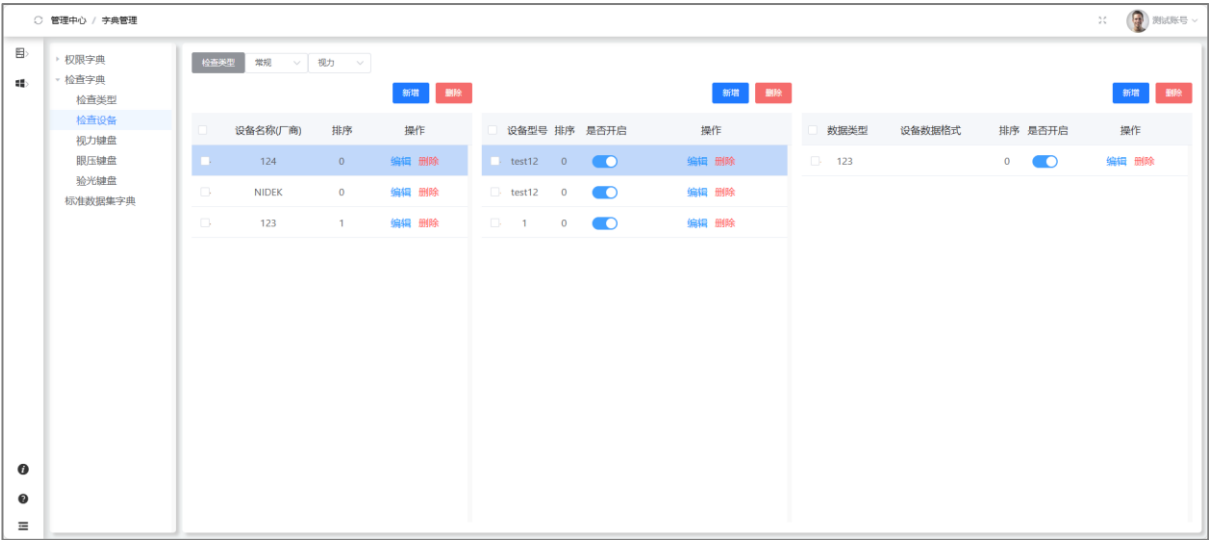 管理中心 / 字典管理
测试账号
权限字典
检查字典
检查类型
检查设备
视力键盘
眼压键盘
验光键盘
标准数据集字典
检查类型 常规 视力
新增 删除
设备名称(厂商) 排序 操作
124 0 编辑 删除
NIDEK 0 编辑 删除
123 1 编辑 删除
新增 删除
设备型号 排序 是否开启 操作
test12 0 编辑 删除
test12 0 编辑 删除
1 0 编辑 删除
新增 删除
数据类型 设备数据格式 排序 是否开启 操作
123 0 编辑 删除